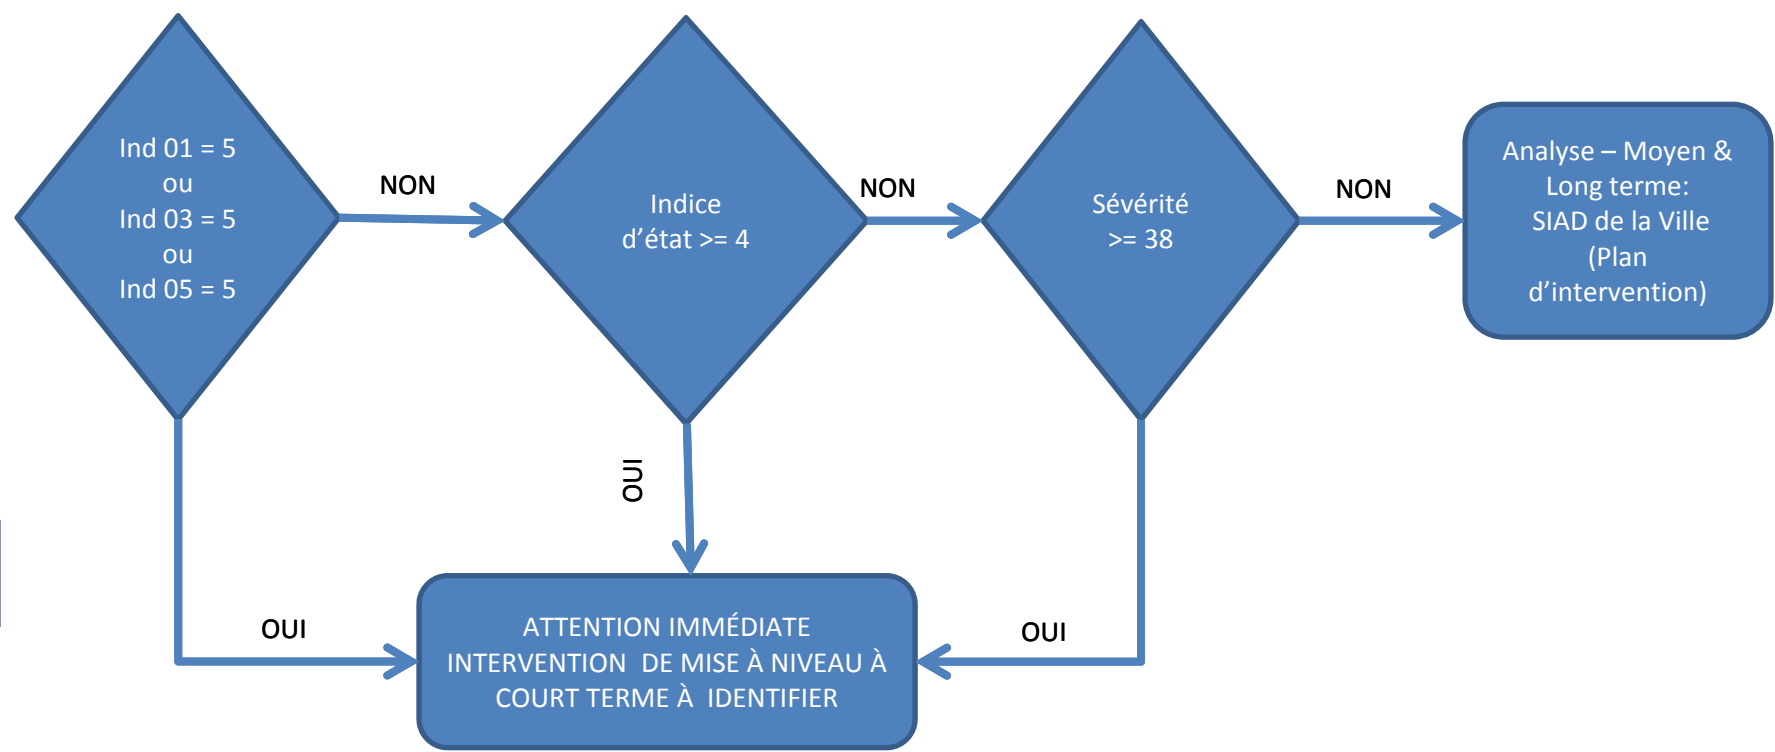 Ind 01 = 5
ou
Ind 03 = 5
ou
Ind 05 = 5
NON
Indice
d’état >= 4
NON
Sévérité
>= 38
NON
Analyse – Moyen &
Long terme:
SIAD de la Ville
(Plan
d’intervention)
OUI
OUI
ATTENTION IMMÉDIATE
INTERVENTION DE MISE À NIVEAU À
COURT TERME À IDENTIFIER
OUI